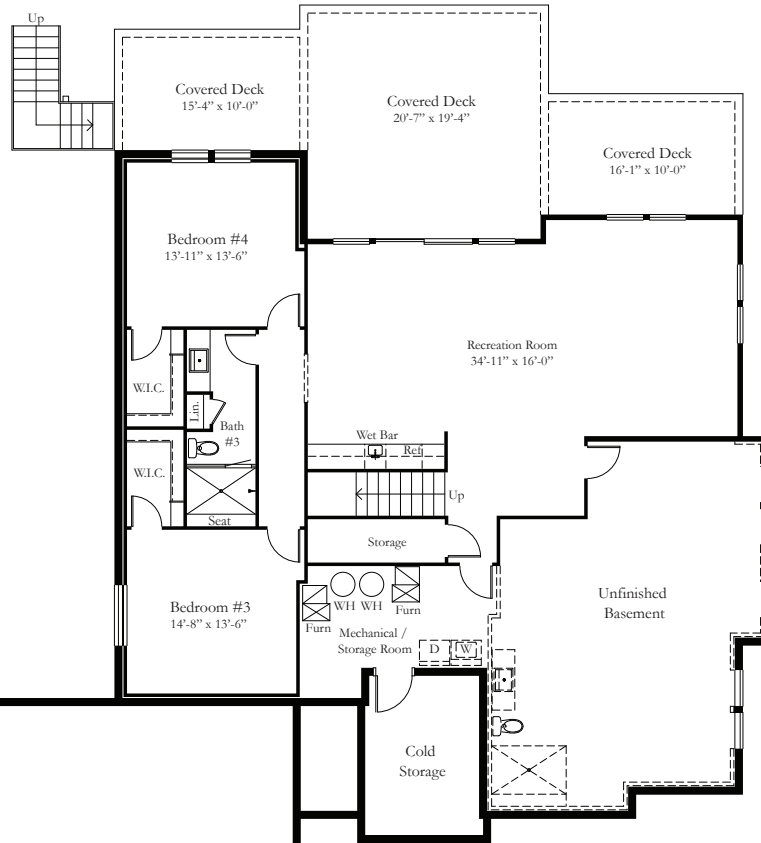 Up
Covered Deck
15'-4” x 10'-0”
Covered Deck
20'-7” x 19'-4”
Covered Deck
16'-1” x 10'-0”
Bedroom #4
13'-11” x 13'-6”
Recreation Room
34'-11” x 16'-0”
W.I.C.
Lin.
Bath
#3
Wet Bar
Ref
W.I.C.
Up
Seat
Storage
Bedroom #3
14'-8” x 13'-6”
WH
WH
Furn
Furn
Mechanical /
Storage Room
D
W
Unfinished
Basement
Cold
Storage